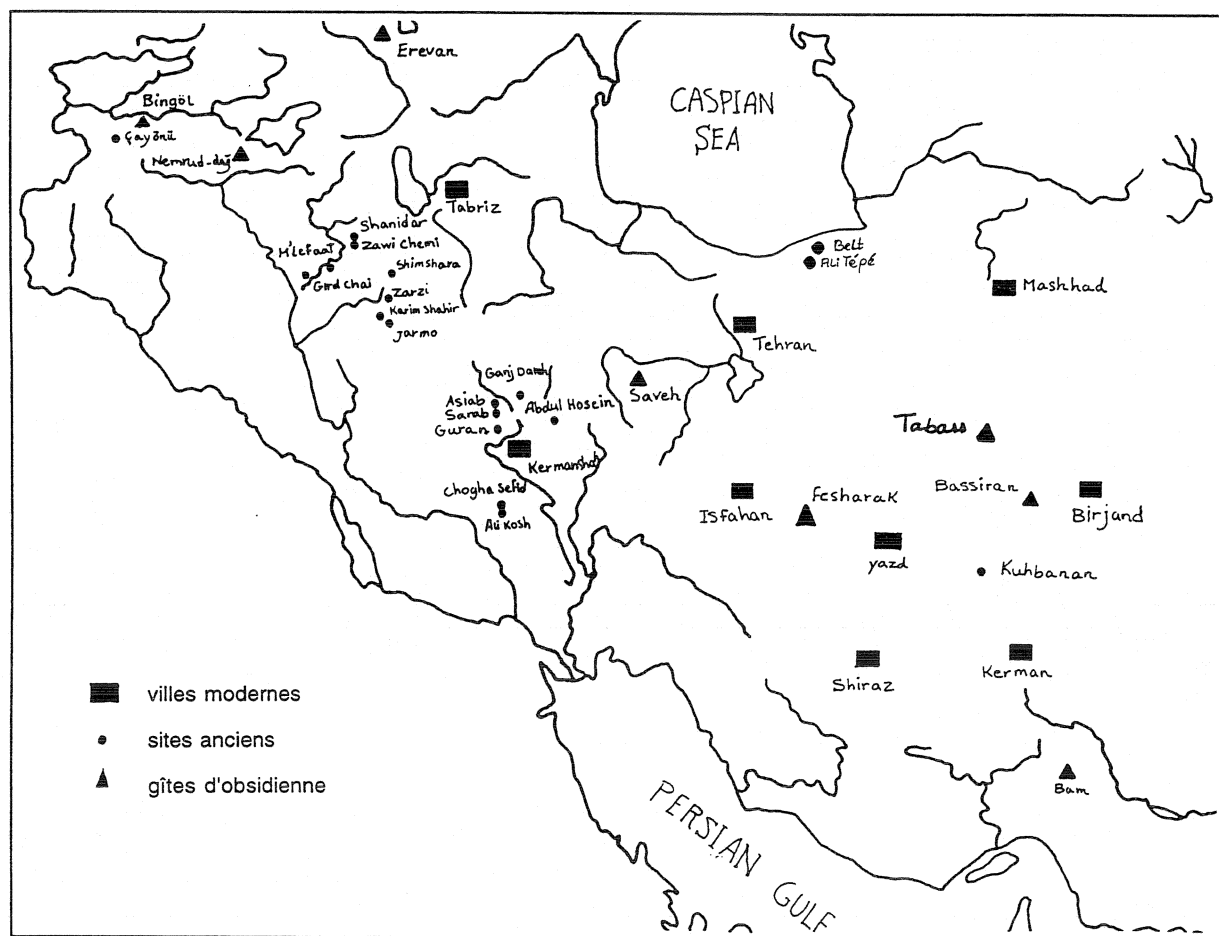 Erevan
CASPIAN
SEA
Bingöl
Çayönü
Nemrud-dağ
Tabriz
Shanidar
Zawi Chemi
M'lefaat
Gird Chai
Shimshara
Zarzi
Karim Shahir
Jarmo
Belt
Ali Tépé
Mashhad
Tehran
Ganj Dareh
Asiab
Sarab
Guran
Abdul Hosein
Saveh
Kermanshah
Tabass
Chogha Sefid
Ali Kosh
Isfahan
Fesharak
Bassiran
Birjand
yazd
Kuhbanan
Shiraz
Kerman
Bam
villes modernes
sites anciens
gîtes d'obsidienne
PERSIAN GULF